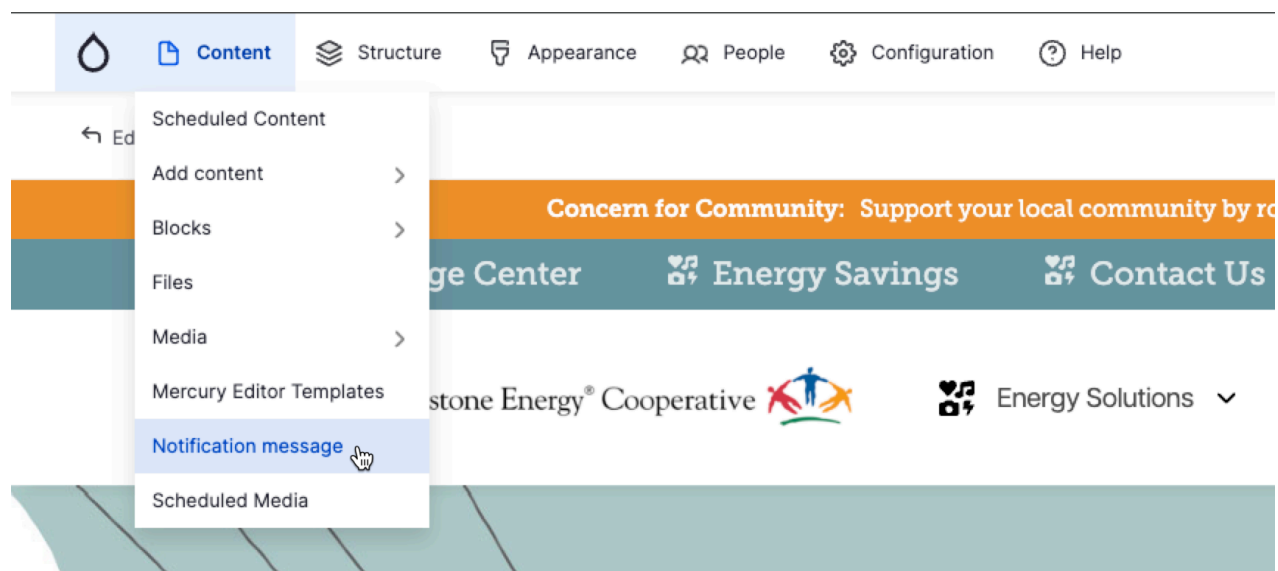 Content
Structure
Appearance
People
Configuration
Help
Ed
Scheduled Content
Add content
Blocks
Files
Media
Mercury Editor Templates
Notification message
Scheduled Media
Concern for Community: Support your local community by ro
ge Center
Energy Savings
Contact Us
stone Energy® Cooperative
Energy Solutions